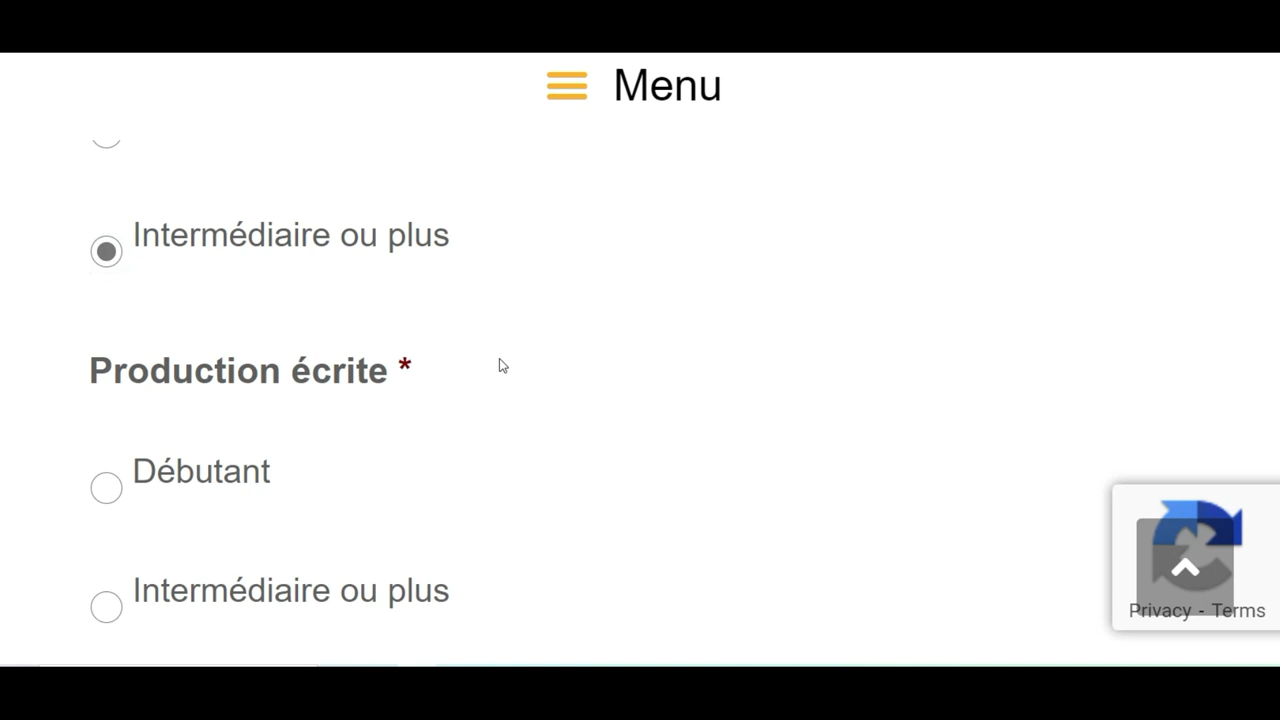 Menu
Intermédiaire ou plus
Production écrite *
Débutant
Intermédiaire ou plus
Privacy - Terms